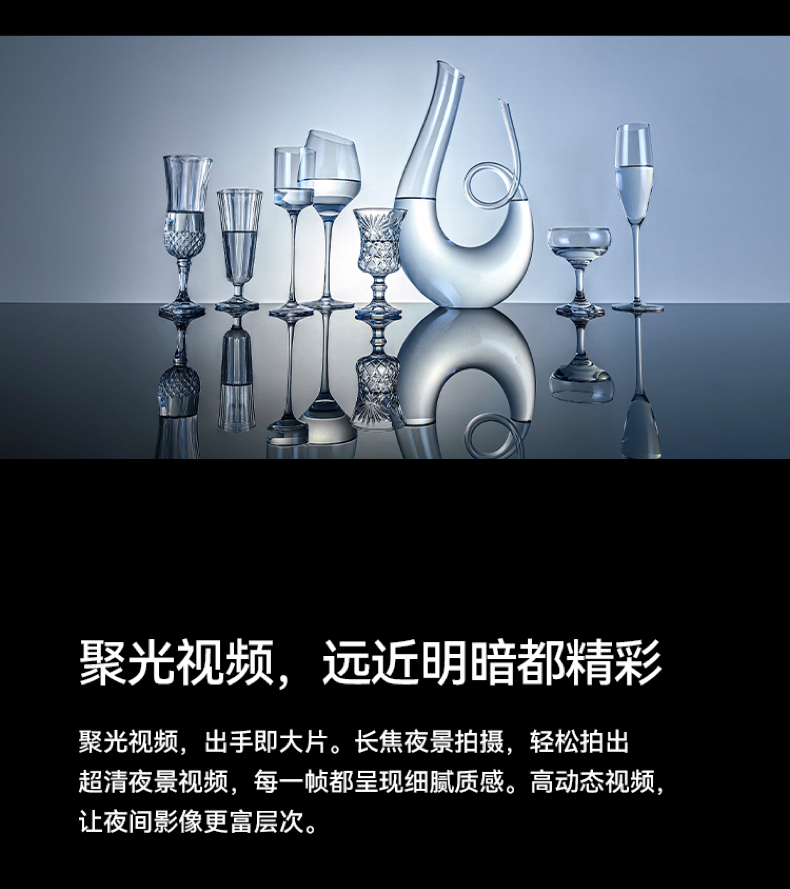 聚光视频，远近明暗都精彩
聚光视频，出手即大片。长焦夜景拍摄，轻松拍出
超清夜景视频，每一帧都呈现细腻质感。高动态视频，
让夜间影像更富层次。